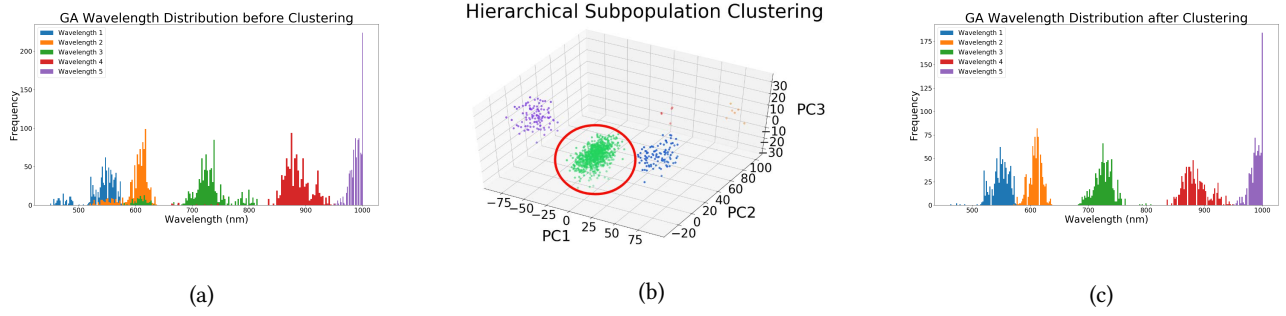 GA Wavelength Distribution before Clustering
Wavelength 1
Wavelength 2
Wavelength 3
Wavelength 4
Wavelength 5
Frequency
200
150
100
50
0
500 600 700 800 900 1000
Wavelength (nm)
(a)
Hierarchical Subpopulation Clustering
30
20
10
0
−10
−20
−30
PC3
100
80
60
40
20
0
−20
PC2
−75 −50 −25 0 25 50 75
PC1
(b)
GA Wavelength Distribution after Clustering
Wavelength 1
Wavelength 2
Wavelength 3
Wavelength 4
Wavelength 5
Frequency
175
150
125
100
75
50
25
0
500 600 700 800 900 1000
Wavelength (nm)
(c)